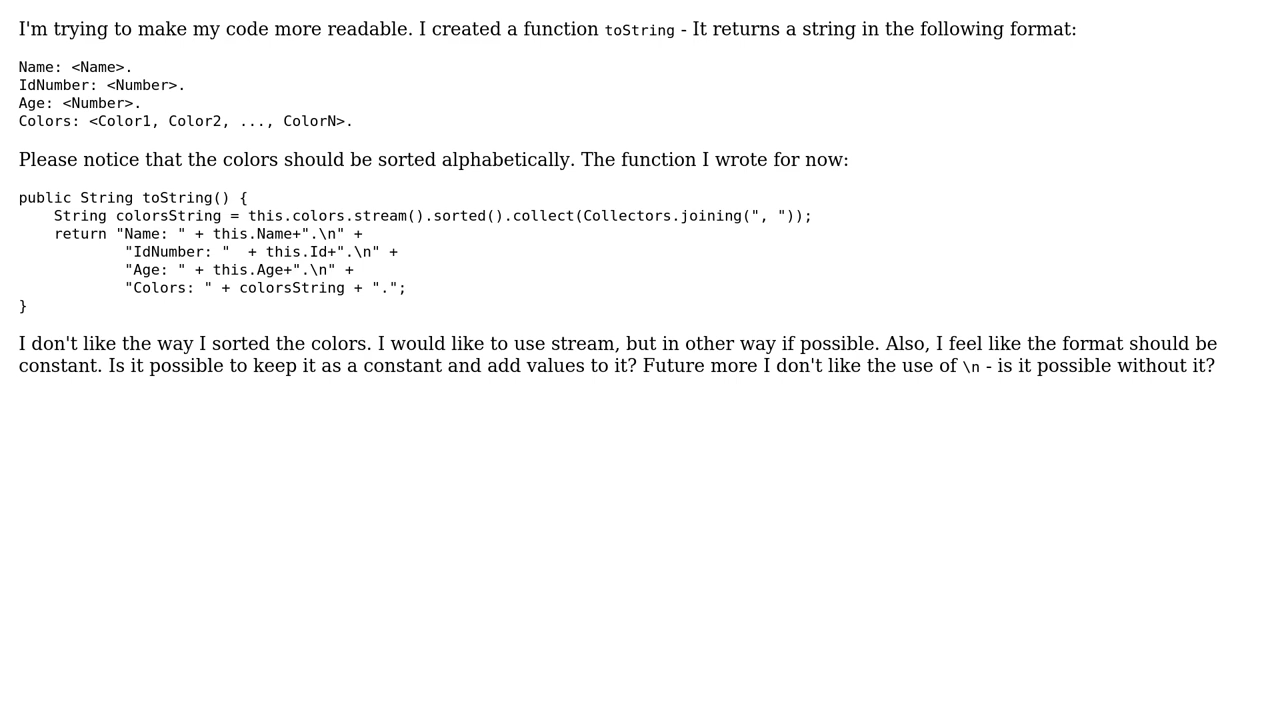 I'm trying to make my code more readable. I created a function toString - It returns a string in the following format:
Name: <Name>.
IdNumber: <Number>.
Age: <Number>.
Colors: <Color1, Color2, ..., ColorN>.
Please notice that the colors should be sorted alphabetically. The function I wrote for now:
public String toString() {
    String colorsString = this.colors.stream().sorted().collect(Collectors.joining(", "));
    return "Name: " + this.Name+".\n" +
            "IdNumber: "  + this.Id+".\n" +
            "Age: " + this.Age+".\n" +
            "Colors: " + colorsString + ".";
}
I don't like the way I sorted the colors. I would like to use stream, but in other way if possible. Also, I feel like the format should be
constant. Is it possible to keep it as a constant and add values to it? Future more I don't like the use of \n - is it possible without it?